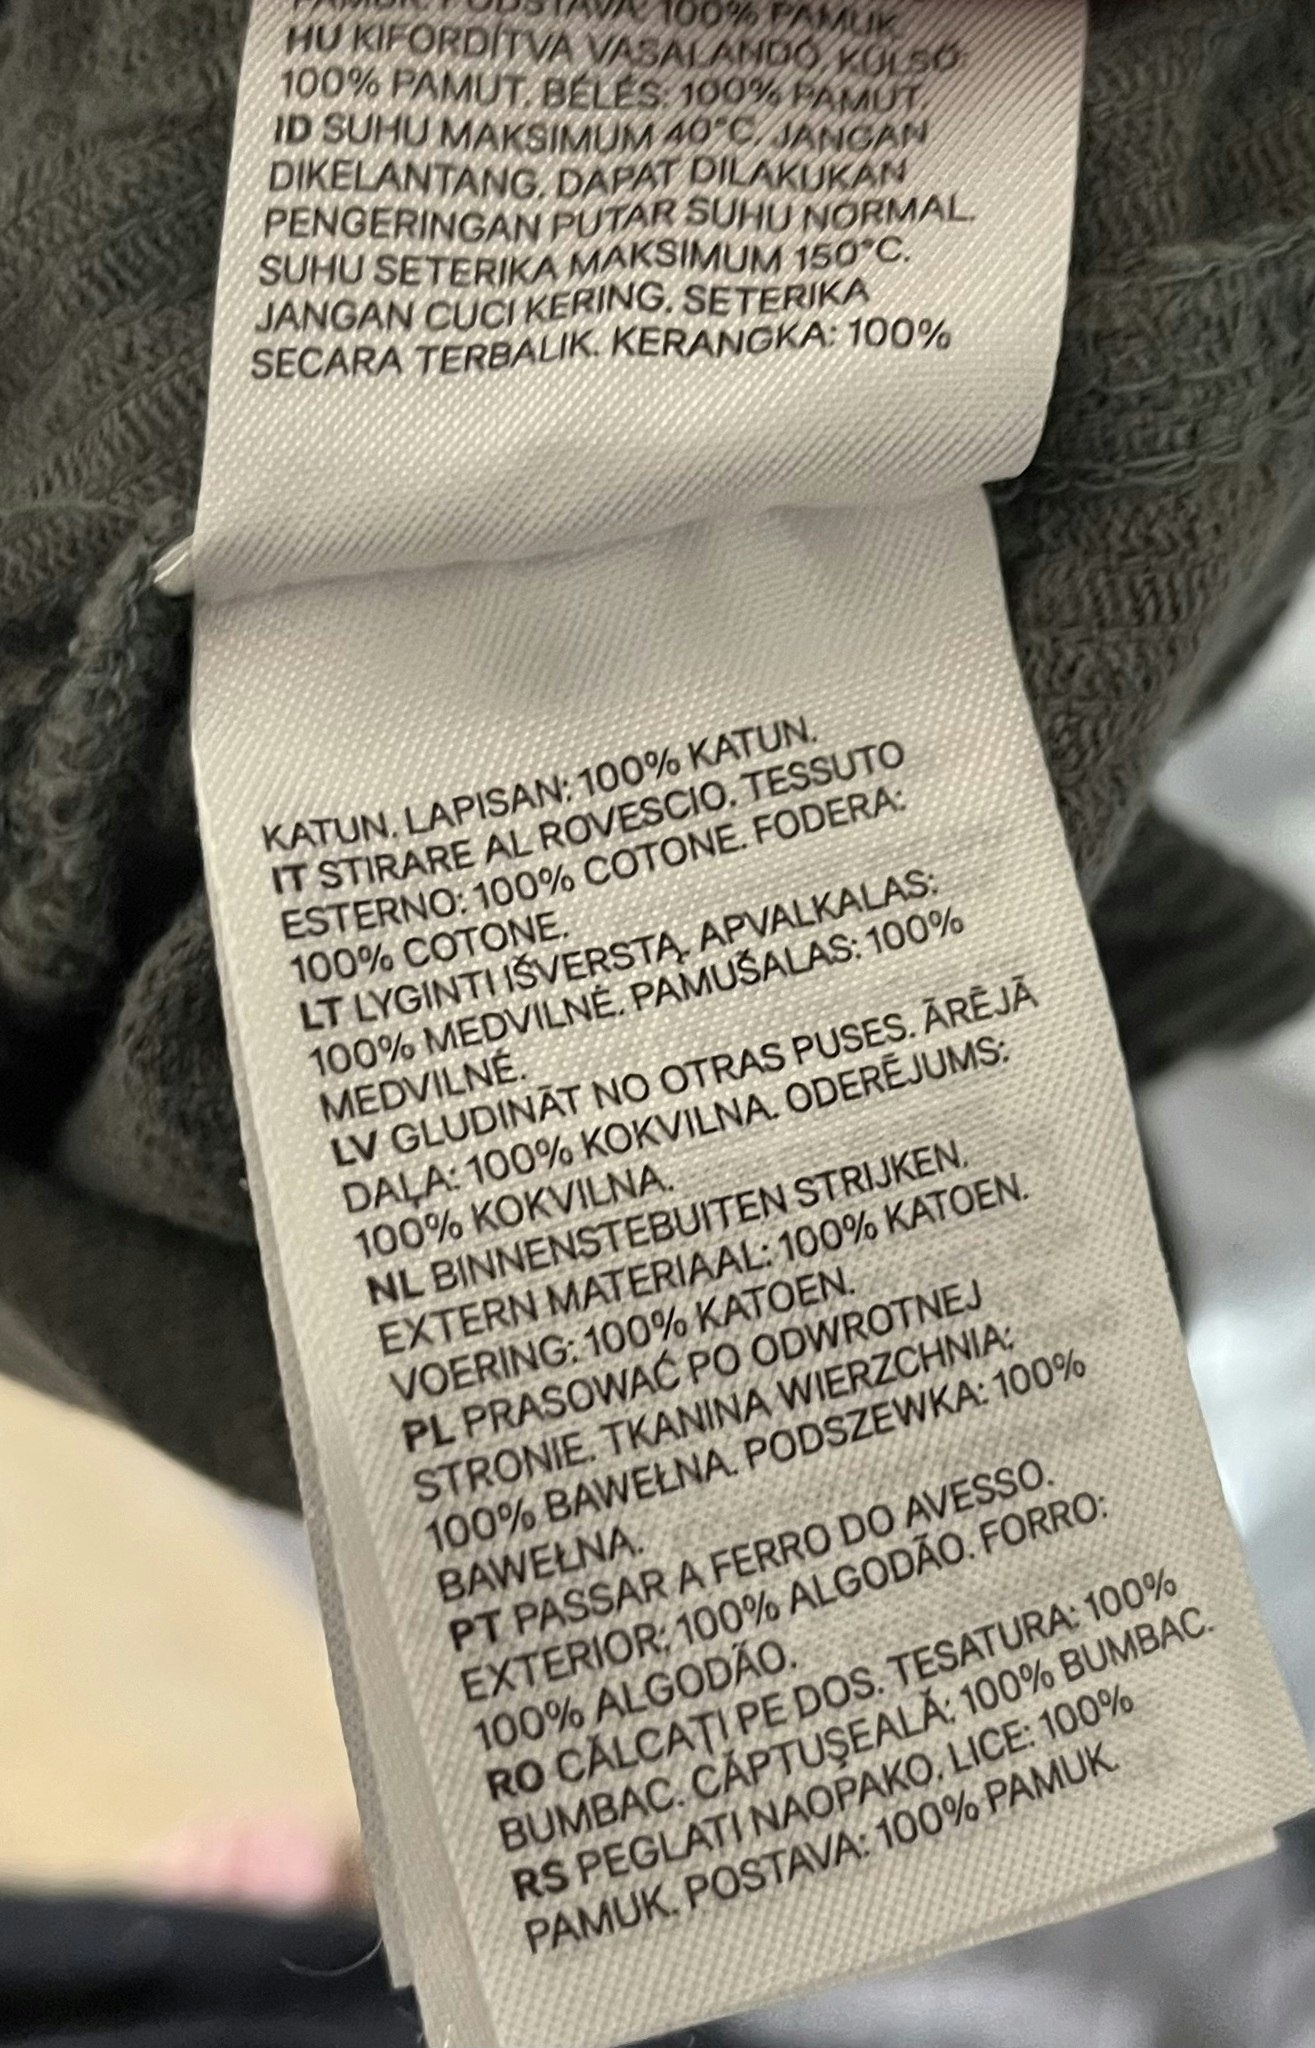 PAMUK. PODSTAVA: 100% PAMUK.
HU KIFORDÍTVA VASALANDÓ. KÜLSŐ:
100% PAMUT. BÉLÉS: 100% PAMUT.
ID SUHU MAKSIMUM 40°C. JANGAN
DIKELANTANG. DAPAT DILAKUKAN
PENGERINGAN PUTAR SUHU NORMAL.
SUHU SETERIKA MAKSIMUM 150°C.
JANGAN CUCI KERING. SETERIKA
SECARA TERBALIK. KERANGKA: 100%
KATUN. LAPISAN: 100% KATUN.
IT STIRARE AL ROVESCIO. TESSUTO
ESTERNO: 100% COTONE. FODERA:
100% COTONE.
LT LYGINTI IŠVERSTĄ. APVALKALAS:
100% MEDVILNĖ. PAMUŠALAS: 100%
MEDVILNĖ.
LV GLUDINĀT NO OTRAS PUSES. ĀRĒJĀ
DAĻA: 100% KOKVILNA. ODERĒJUMS:
100% KOKVILNA.
NL BINNENSTEBUITEN STRIJKEN.
EXTERN MATERIAAL: 100% KATOEN.
VOERING: 100% KATOEN.
PL PRASOWAĆ PO ODWROTNEJ
STRONIE. TKANINA WIERZCHNIA:
100% BAWEŁNA. PODSZEWKA: 100%
BAWEŁNA.
PT PASSAR A FERRO DO AVESSO.
EXTERIOR: 100% ALGODÃO. FORRO:
100% ALGODÃO.
RO CĂLCAȚI PE DOS. TESATURA: 100%
BUMBAC. CĂPTUŞEALĂ: 100% BUMBAC.
RS PEGLATI NAOPAKO. LICE: 100%
PAMUK. POSTAVA: 100% PAMUK.